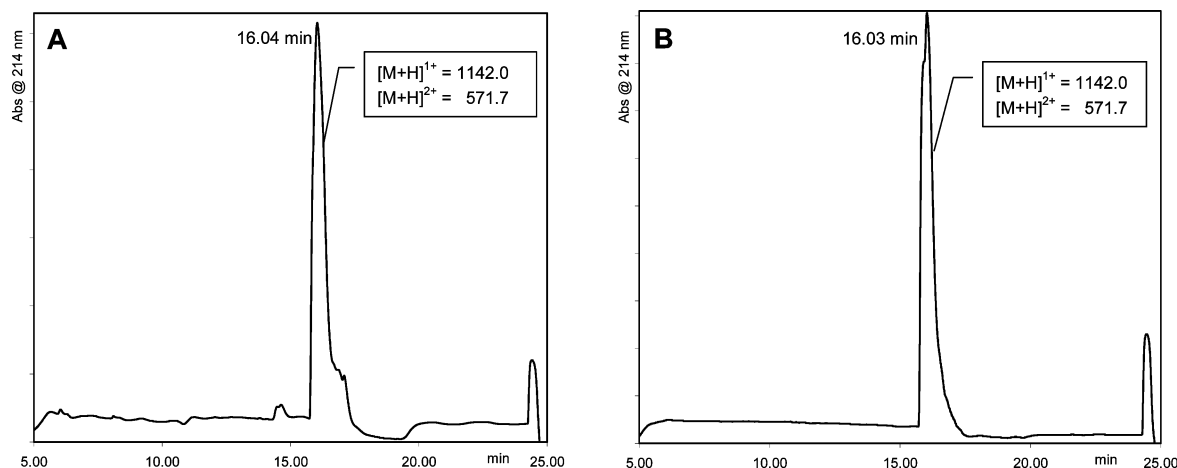 A
16.04 min
[M+H]1+ = 1142.0
[M+H]2+ = 571.7
Abs @ 214 nm
5.00 10.00 15.00 20.00 min 25.00
B
16.03 min
[M+H]1+ = 1142.0
[M+H]2+ = 571.7
Abs @ 214 nm
5.00 10.00 15.00 20.00 min 25.00